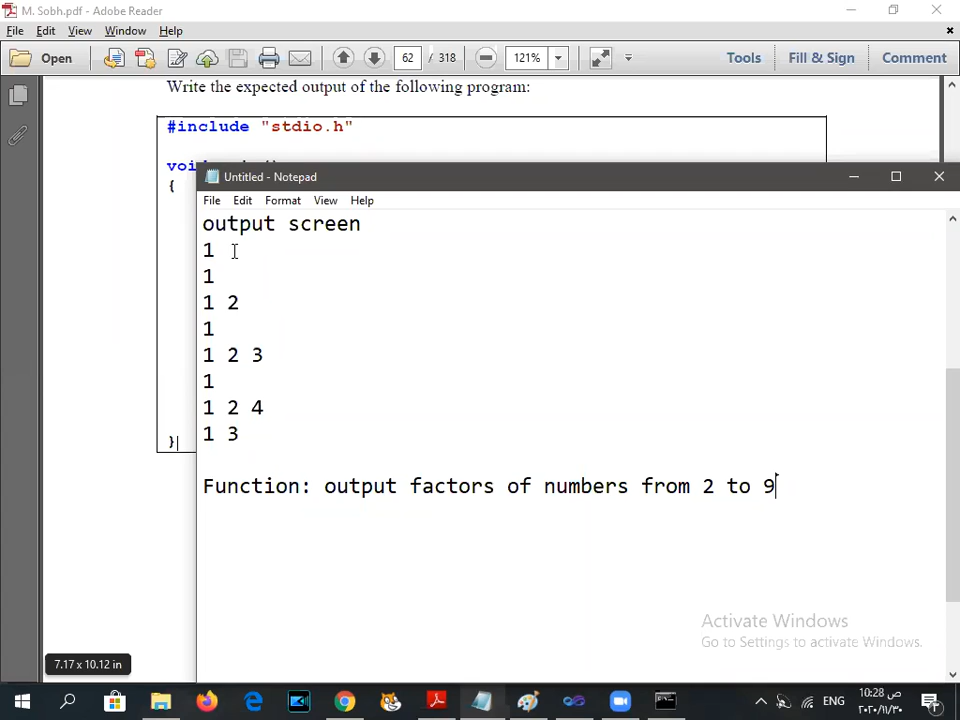 M. Sobh.pdf - Adobe Reader
File Edit View Window Help
Open 62 / 318 121% Tools Fill & Sign Comment
Write the expected output of the following program:
#include "stdio.h"
{
Untitled - Notepad
File Edit Format View Help
output screen
1
1
1 2
1
1 2 3
1
1 2 4
1 3
}
Function: output factors of numbers from 2 to 9
Activate Windows
Go to Settings to activate Windows.
7.17 x 10.12 in
ENG
10:28 ص
٢٠٢٠/١١/٣٠